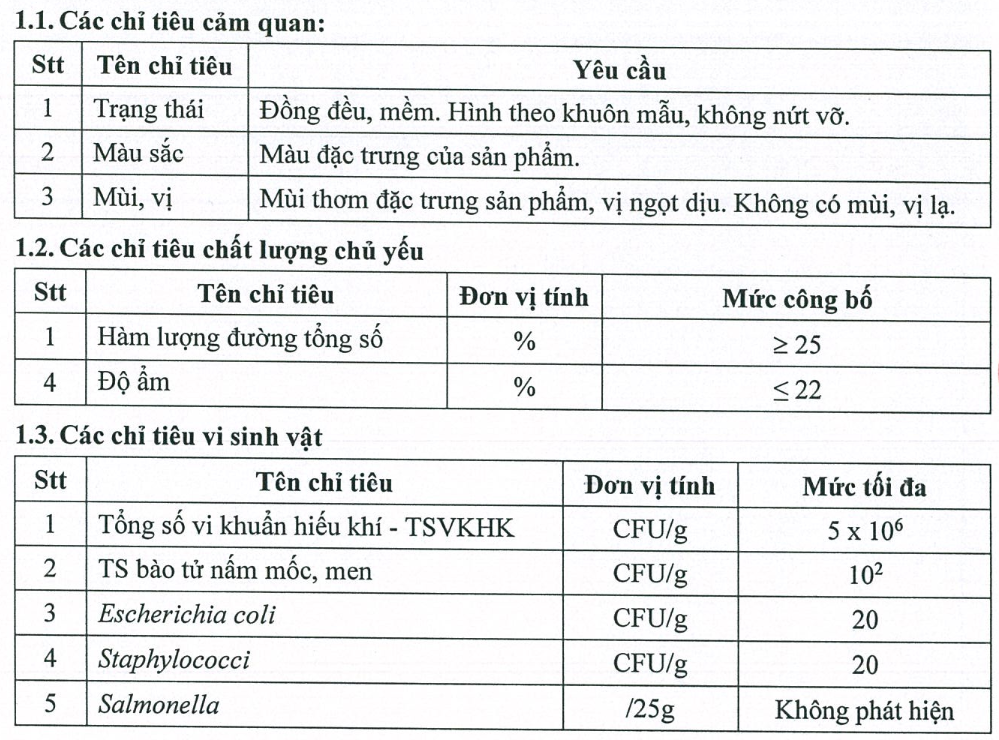 1.1. Các chỉ tiêu cảm quan:
Stt Tên chỉ tiêu Yêu cầu
1 Trạng thái Đồng đều, mềm. Hình theo khuôn mẫu, không nứt vỡ.
2 Màu sắc Màu đặc trưng của sản phẩm.
3 Mùi, vị Mùi thơm đặc trưng sản phẩm, vị ngọt dịu. Không có mùi, vị lạ.
1.2. Các chỉ tiêu chất lượng chủ yếu
Stt Tên chỉ tiêu Đơn vị tính Mức công bố
1 Hàm lượng đường tổng số % ≥ 25
4 Độ ẩm % ≤ 22
1.3. Các chỉ tiêu vi sinh vật
Stt Tên chỉ tiêu Đơn vị tính Mức tối đa
1 Tổng số vi khuẩn hiếu khí - TSVKHK CFU/g 5 x 10⁶
2 TS bào tử nấm mốc, men CFU/g 10²
3 Escherichia coli CFU/g 20
4 Staphylococci CFU/g 20
5 Salmonella /25g Không phát hiện